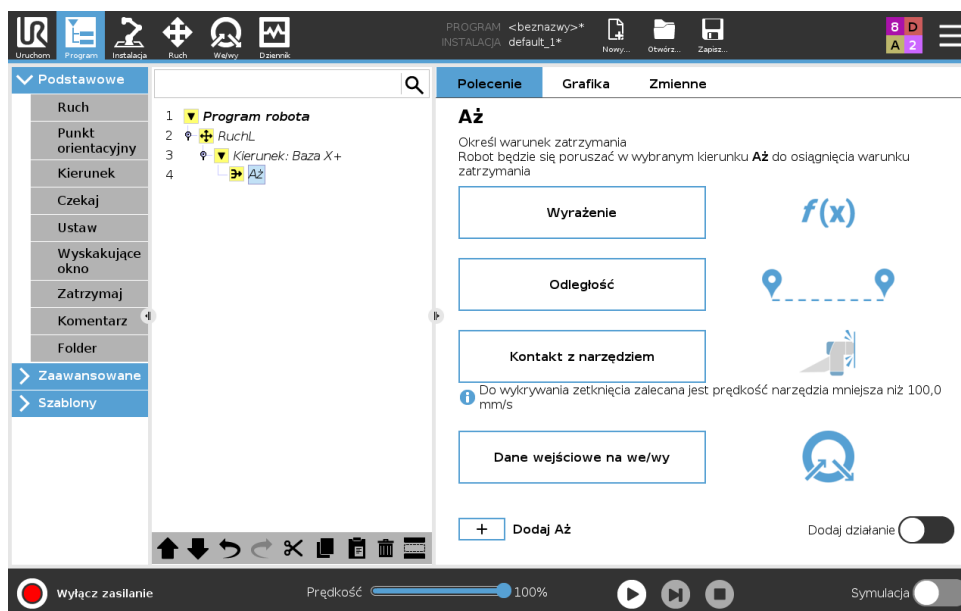 PROGRAM <beznazwy>*
INSTALACJA default_1*
Uruchom Program Instalacja Ruch We/wy Dziennik Nowy... Otwórz... Zapisz...
8 D
A 2
Podstawowe
Ruch
Punkt
orientacyjny
Kierunek
Czekaj
Ustaw
Wyskakujące
okno
Zatrzymaj
Komentarz
Folder
Zaawansowane
Szablony
1 Program robota
2 RuchL
3 Kierunek: Baza X+
4 Aż
Polecenie Grafika Zmienne
Aż
Określ warunek zatrzymania
Robot będzie się poruszać w wybranym kierunku Aż do osiągnięcia warunku
zatrzymania
Wyrażenie f(x)
Odległość
Kontakt z narzędziem
Do wykrywania zetknięcia zalecana jest prędkość narzędzia mniejsza niż 100,0
mm/s
Dane wejściowe na we/wy
+ Dodaj Aż Dodaj działanie
Wyłącz zasilanie Prędkość 100% Symulacja